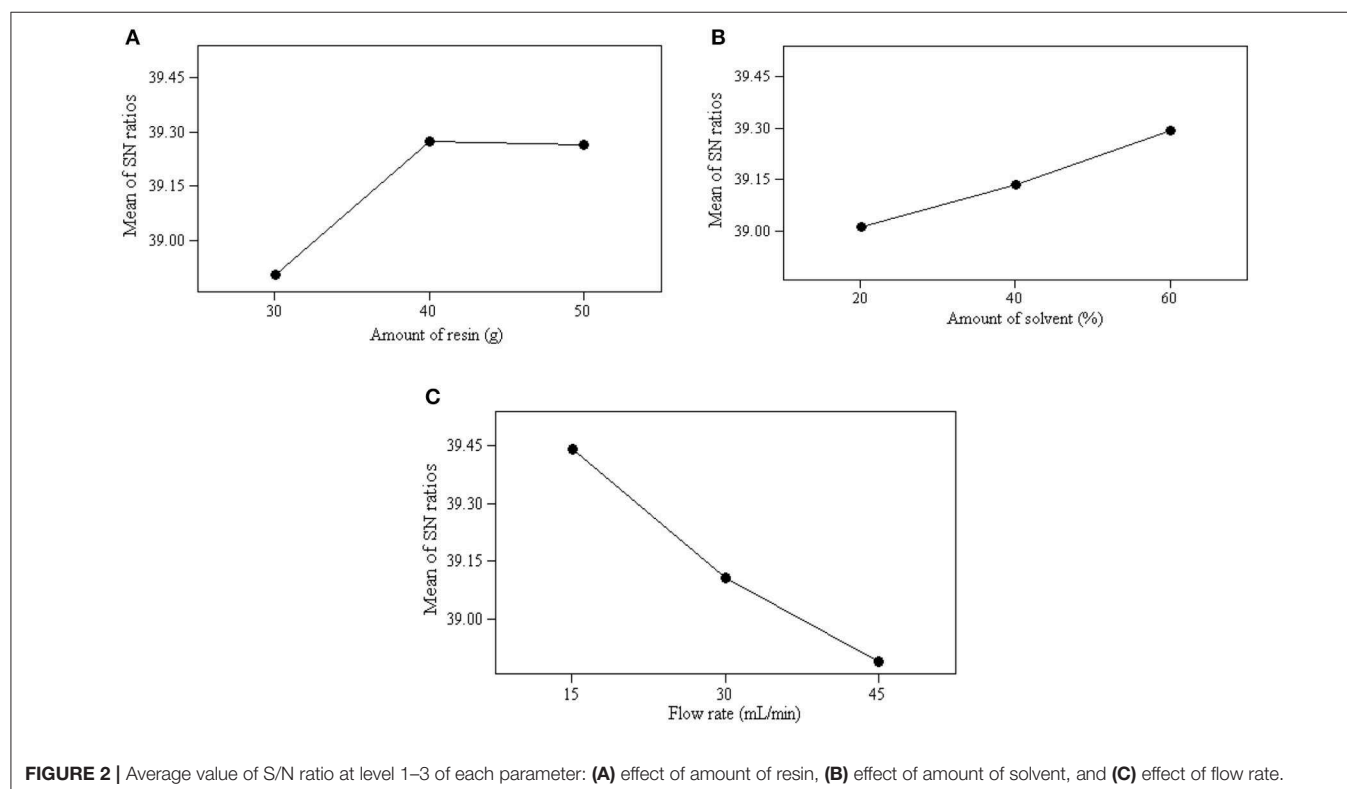 A
39.45
39.30
39.15
39.00
Mean of SN ratios
30 40 50
Amount of resin (g)
B
39.45
39.30
39.15
39.00
Mean of SN ratios
20 40 60
Amount of solvent (%)
C
39.45
39.30
39.15
39.00
Mean of SN ratios
15 30 45
Flow rate (mL/min)
FIGURE 2 | Average value of S/N ratio at level 1–3 of each parameter: (A) effect of amount of resin, (B) effect of amount of solvent, and (C) effect of flow rate.